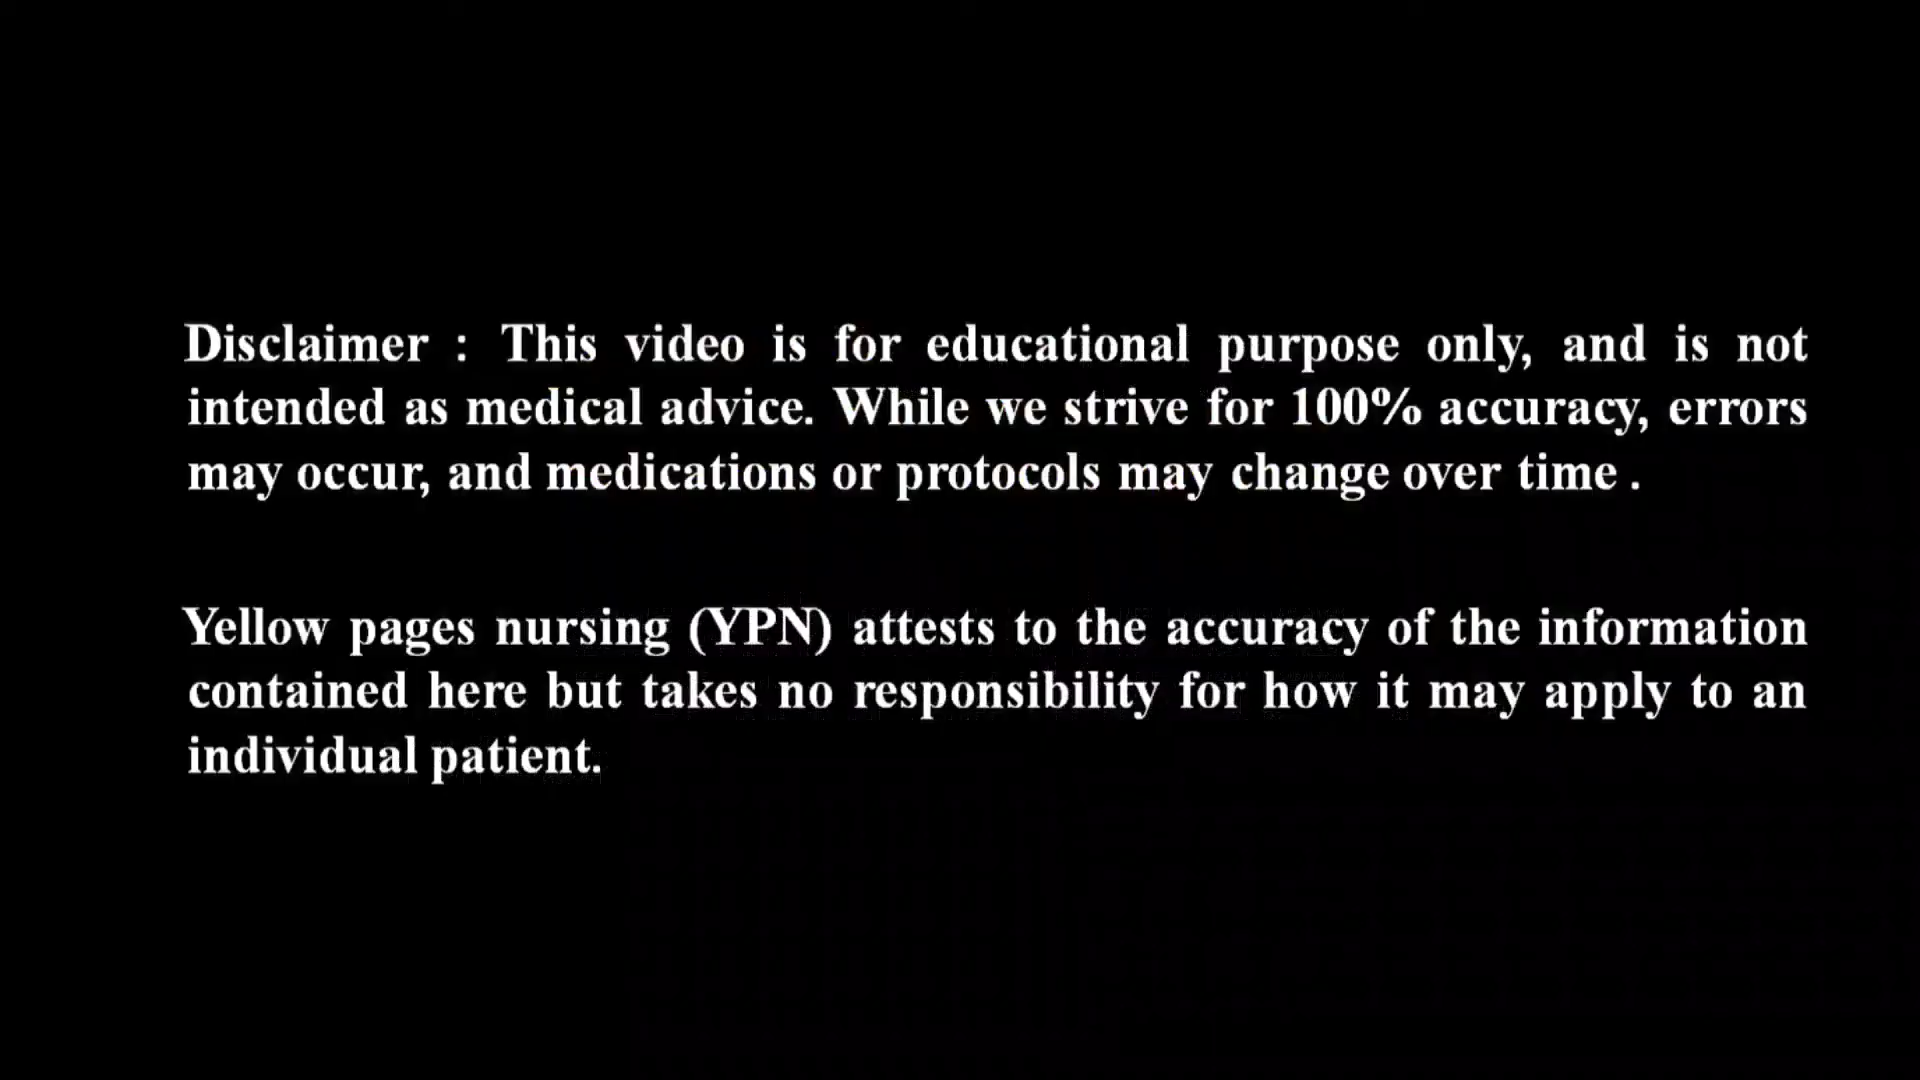 Disclaimer : This video is for educational purpose only, and is not
intended as medical advice. While we strive for 100% accuracy, errors
may occur, and medications or protocols may change over time .
Yellow pages nursing (YPN) attests to the accuracy of the information
contained here but takes no responsibility for how it may apply to an
individual patient.